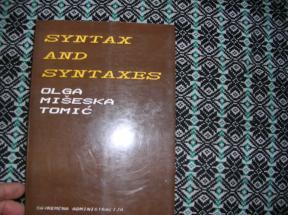 SYNTAX
AND
SYNTAXES
OLGA
MIŠESKA
TOMIĆ
SAVREMENA ADMINISTRACIJA